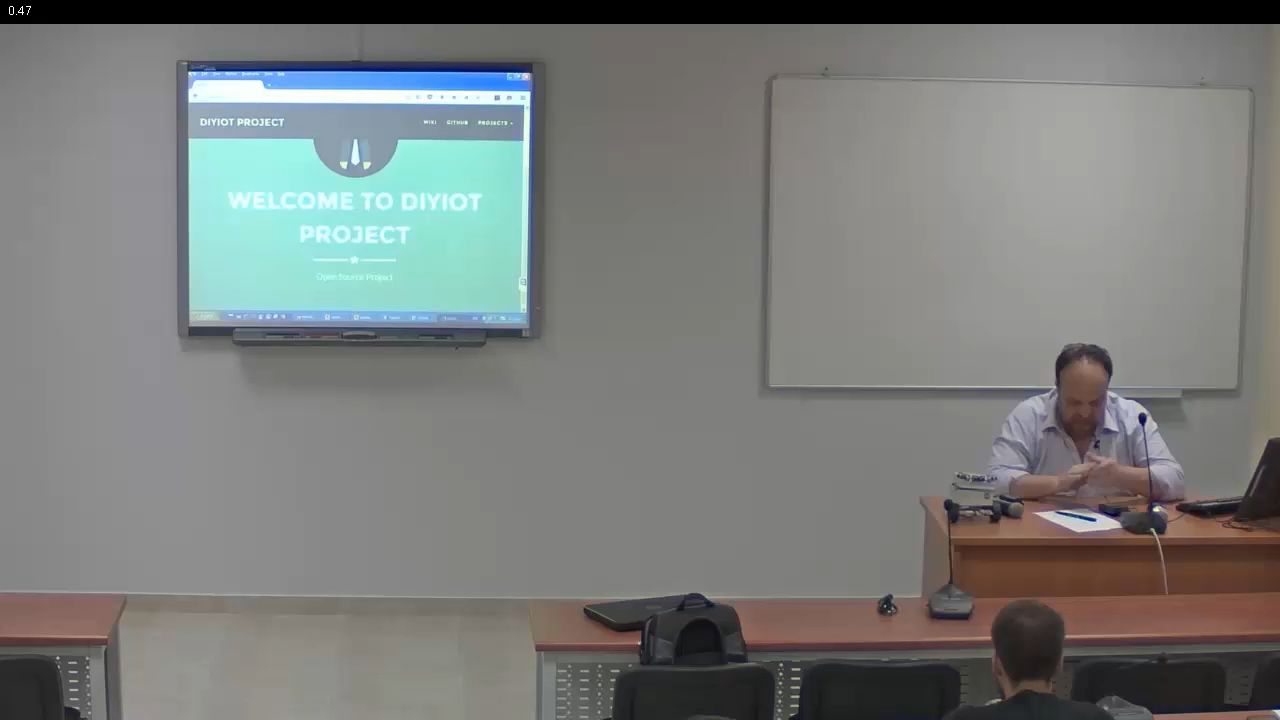 0.47
DIYIOT PROJECT
WIKI GITHUB PROJECTS
WELCOME TO DIYIOT
PROJECT
Open Source Project